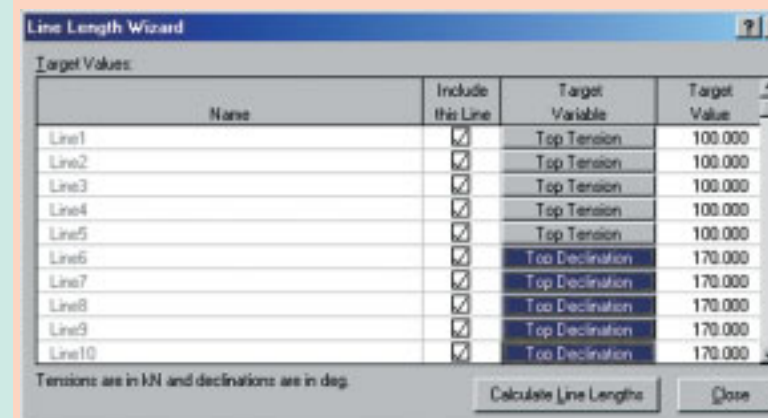 Line Length Wizard
?
Target Values:
Name Include this Line Target Variable Target Value
Line1 Top Tension 100.000
Line2 Top Tension 100.000
Line3 Top Tension 100.000
Line4 Top Tension 100.000
Line5 Top Tension 100.000
Line6 Top Declination 170.000
Line7 Top Declination 170.000
Line8 Top Declination 170.000
Line9 Top Declination 170.000
Line10 Top Declination 170.000
Tensions are in kN and declinations are in deg.
Calculate Line Lengths Close